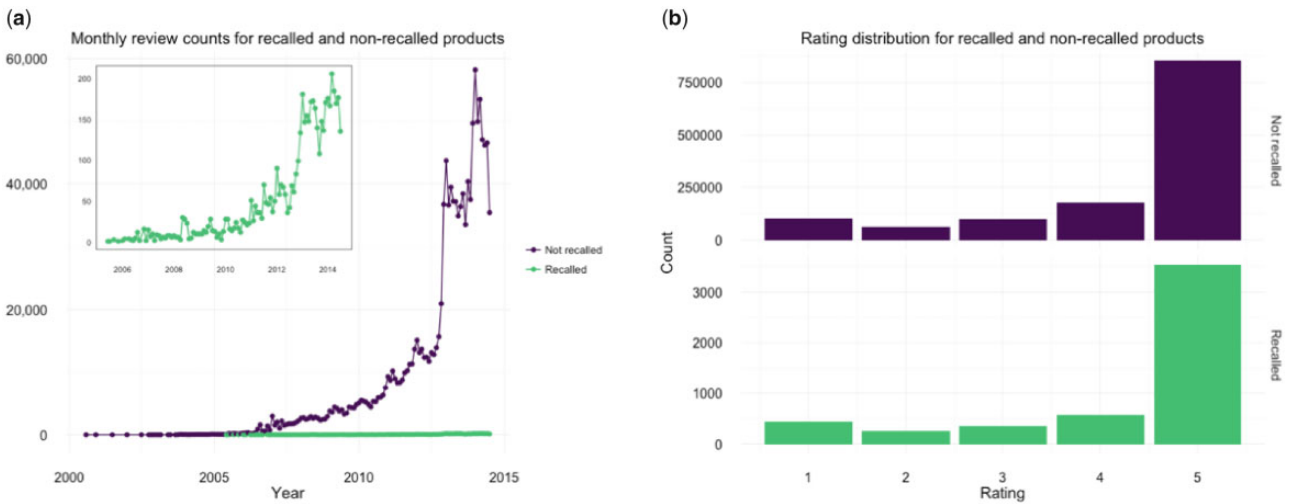 (a)
Monthly review counts for recalled and non-recalled products
60,000
40,000
20,000
0
200
150
100
50
0
2006 2008 2010 2012 2014
2000 2005 2010 2015
Year
Not recalled
Recalled
(b)
Rating distribution for recalled and non-recalled products
Count
750000
500000
250000
0
Not recalled
3000
2000
1000
0
Recalled
1 2 3 4 5
Rating